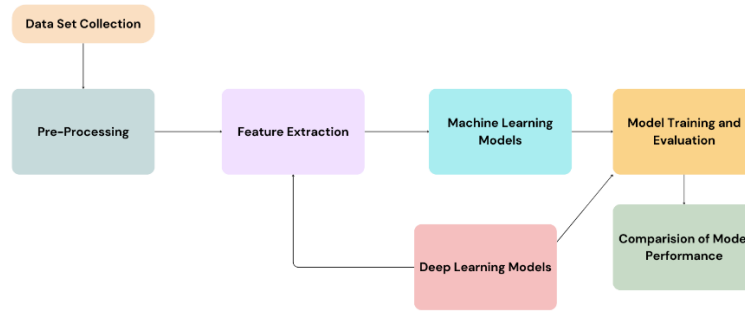 Data Set Collection
Pre-Processing
Feature Extraction
Machine Learning
Models
Model Training and
Evaluation
Deep Learning Models
Comparision of Mode
Performance